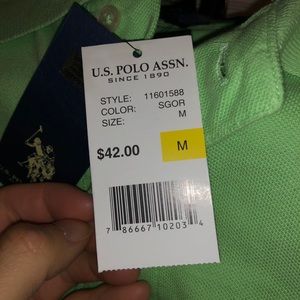 U.S. POLO ASSN.
SINCE 1890
STYLE: 11601588
COLOR: SGOR
SIZE: M
$42.00 M
7 86667 10203 4